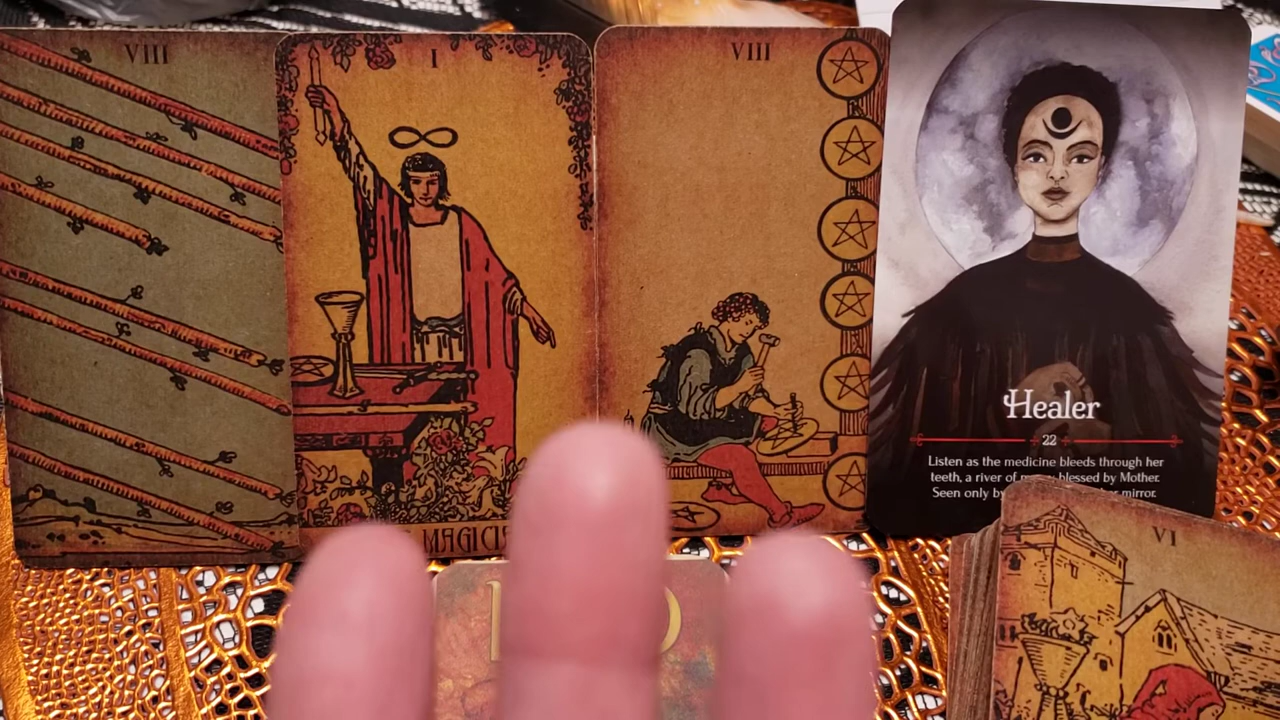 VIII
I
VIII
MAGICI
Healer
22
Listen as the medicine bleeds through her
teeth, a river of blessed by Mother.
Seen only by mirror.
VI